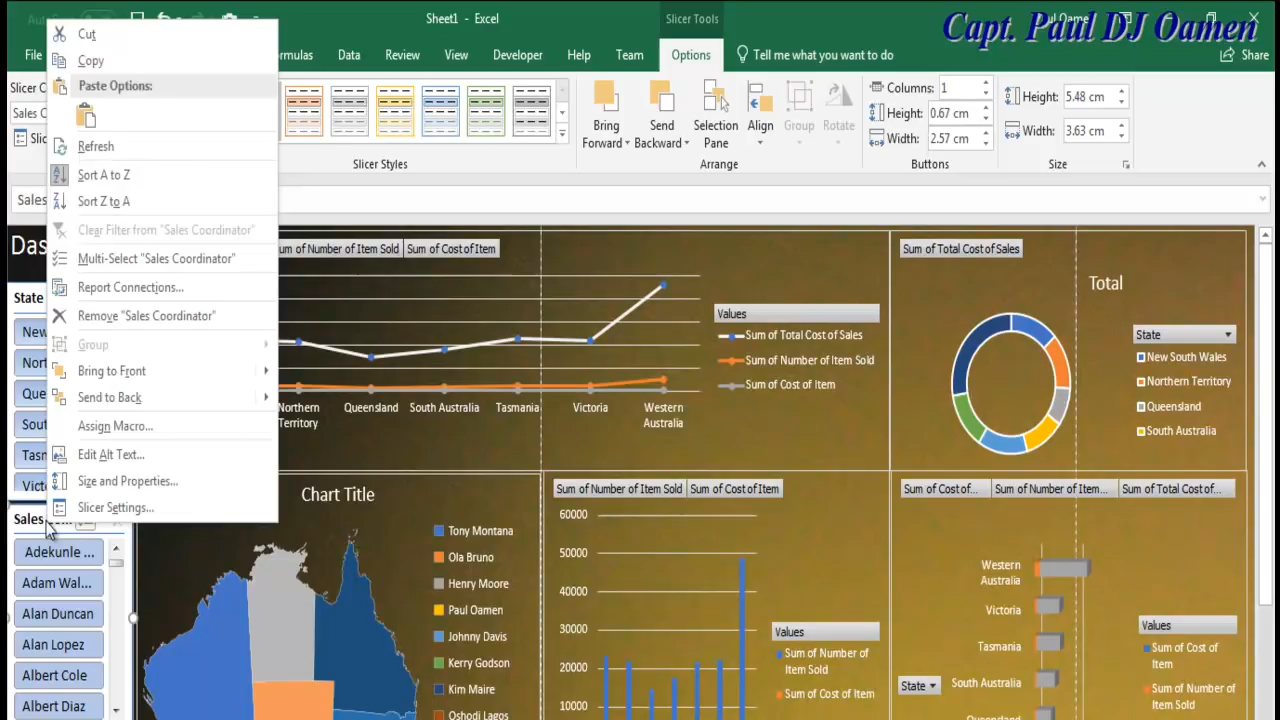 Sheet1 - Excel
Slicer Tools
Capt. Paul DJ Oamen
File
Data
Review
View
Developer
Help
Team
Options
Tell me what you want to do
Share
Columns: 1
Height: 0.67 cm
Width: 2.57 cm
Height: 5.48 cm
Width: 3.63 cm
Bring Forward
Send Backward
Selection Pane
Align
Group
Rotate
Slicer Styles
Arrange
Buttons
Size
Cut
Copy
Paste Options:
Refresh
Sort A to Z
Sort Z to A
Clear Filter from "Sales Coordinator"
Multi-Select "Sales Coordinator"
Report Connections...
Remove "Sales Coordinator"
Group
Bring to Front
Send to Back
Assign Macro...
Edit Alt Text...
Size and Properties...
Slicer Settings...
State
Sales
Adekunle ...
Adam Wal...
Alan Duncan
Alan Lopez
Albert Cole
Albert Diaz
Sum of Cost of Item
Values
Sum of Total Cost of Sales
Sum of Number of Item Sold
Sum of Cost of Item
Northern Territory
Queensland
South Australia
Tasmania
Victoria
Western Australia
Sum of Total Cost of Sales
Total
State
New South Wales
Northern Territory
Queensland
South Australia
Chart Title
Tony Montana
Ola Bruno
Henry Moore
Paul Oamen
Johnny Davis
Kerry Godson
Kim Maire
Oshodi Lagos
Sum of Number of Item Sold
Sum of Cost of Item
60000
50000
40000
30000
20000
10000
Values
Sum of Number of Item Sold
Sum of Cost of Item
Sum of Cost of...
Sum of Number of Item...
Sum of Total Cost of Sales...
Western Australia
Victoria
Tasmania
South Australia
State
Values
Sum of Cost of Item
Sum of Number of Item Sold